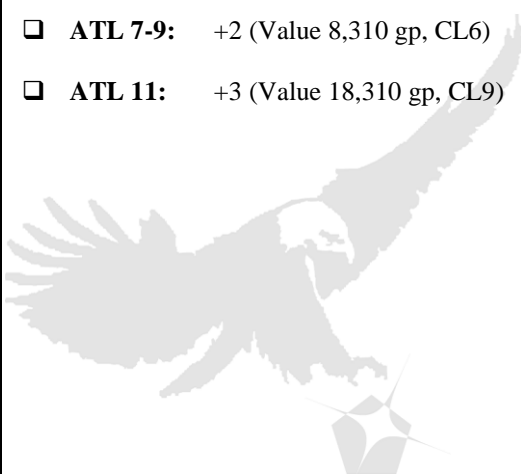 ❑ ATL 7-9: +2 (Value 8,310 gp, CL6)
❑ ATL 11: +3 (Value 18,310 gp, CL9)